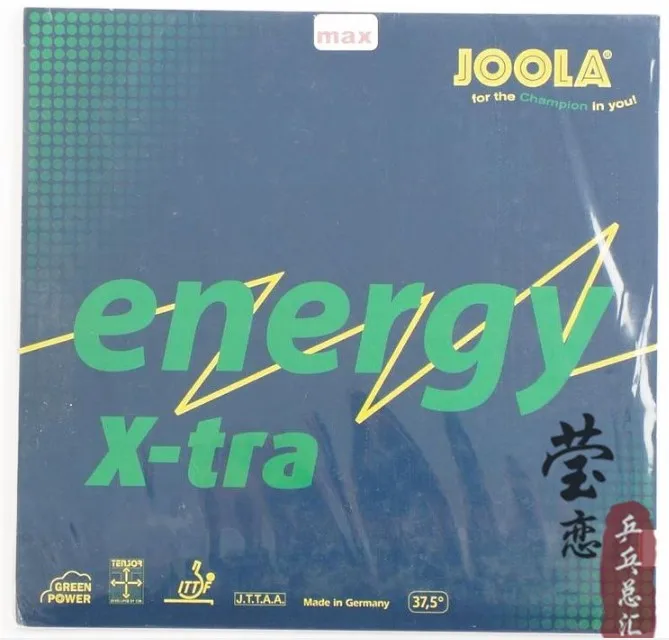 max
JOOLA®
for the Champion in you!
energy
X-tra
GREEN
POWER
TENSOR
ITTF
J.T.T.A.A.
Made in Germany
37,5°
莹
恋
乒
乓
总
汇